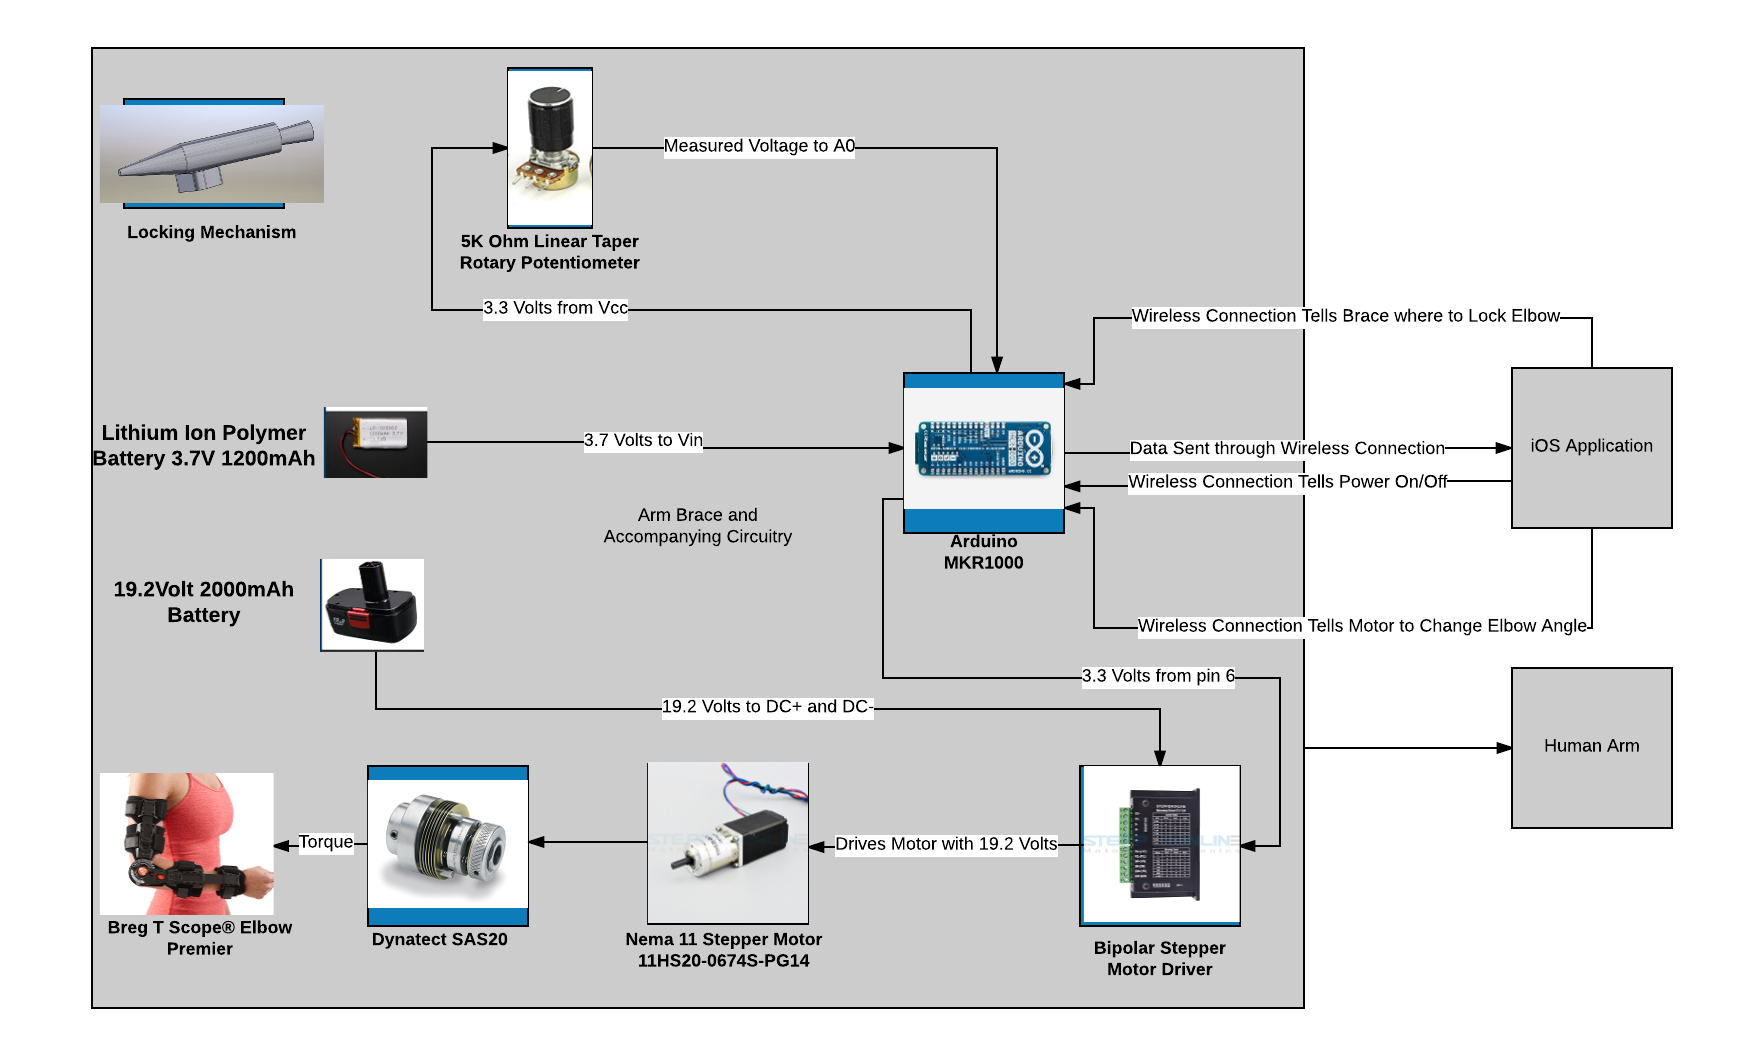 Measured Voltage to A0
Locking Mechanism
5K Ohm Linear Taper
Rotary Potentiometer
3.3 Volts from Vcc
Wireless Connection Tells Brace where to Lock Elbow
Lithium Ion Polymer
Battery 3.7V 1200mAh
3.7 Volts to Vin
ARDUINO
Data Sent through Wireless Connection
iOS Application
Wireless Connection Tells Power On/Off
Arm Brace and
Accompanying Circuitry
Arduino
MKR1000
19.2Volt 2000mAh
Battery
Wireless Connection Tells Motor to Change Elbow Angle
3.3 Volts from pin 6
19.2 Volts to DC+ and DC-
Human Arm
Torque
Drives Motor with 19.2 Volts
Breg T Scope® Elbow
Premier
Dynatect SAS20
Nema 11 Stepper Motor
11HS20-0674S-PG14
Bipolar Stepper
Motor Driver